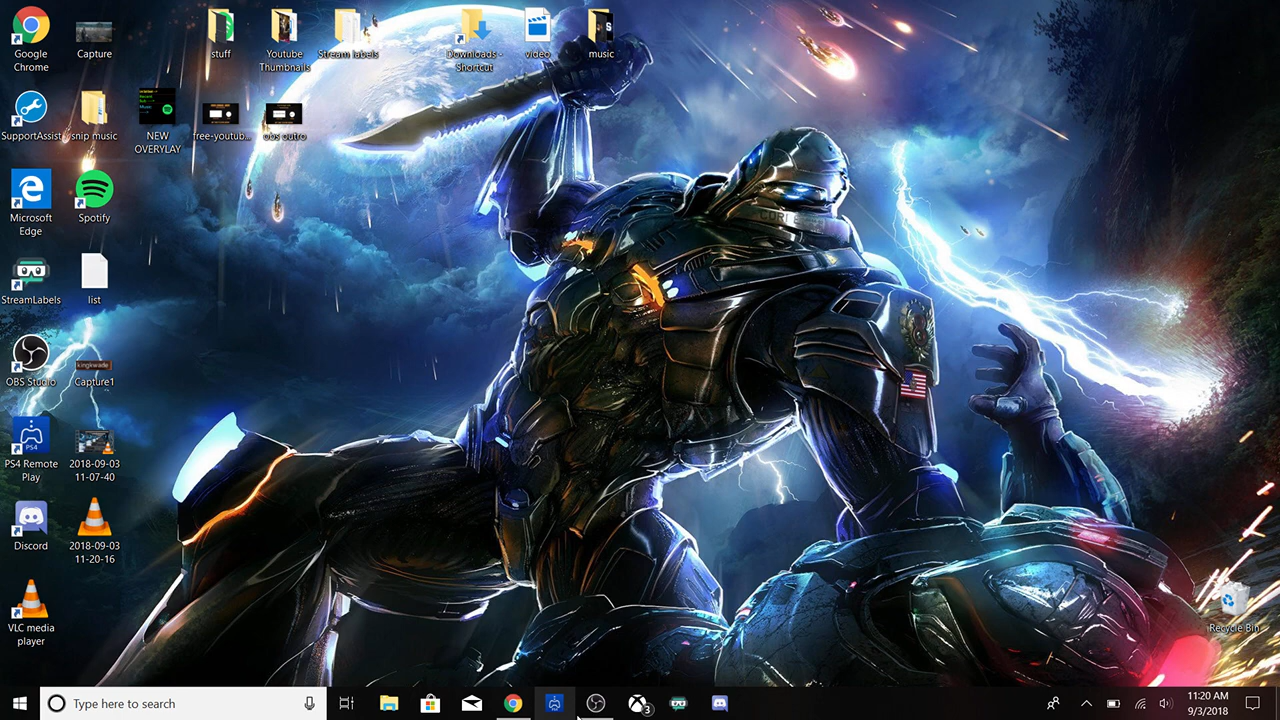 Google
Chrome
Capture
stuff
Youtube
Thumbnails
Stream labels
Downloads -
Shortcut
video
music
SupportAssist
snip music
NEW
OVERYLAY
free-youtub...
obs outro
Microsoft
Edge
Spotify
StreamLabels
list
OBS Studio
kingkwade
Capture1
PS4
PS4 Remote
Play
2018-09-03
11-07-40
Discord
2018-09-03
11-20-16
VLC media
player
Recycle Bin
Type here to search
3
11:20 AM
9/3/2018